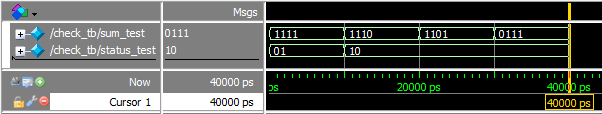 Msgs
/check_tb/sum_test 0111 1111 1110 1101 0111
/check_tb/status_test 10 01 10
Now 40000 ps ps 20000 ps 40000 ps
Cursor 1 40000 ps 40000 ps